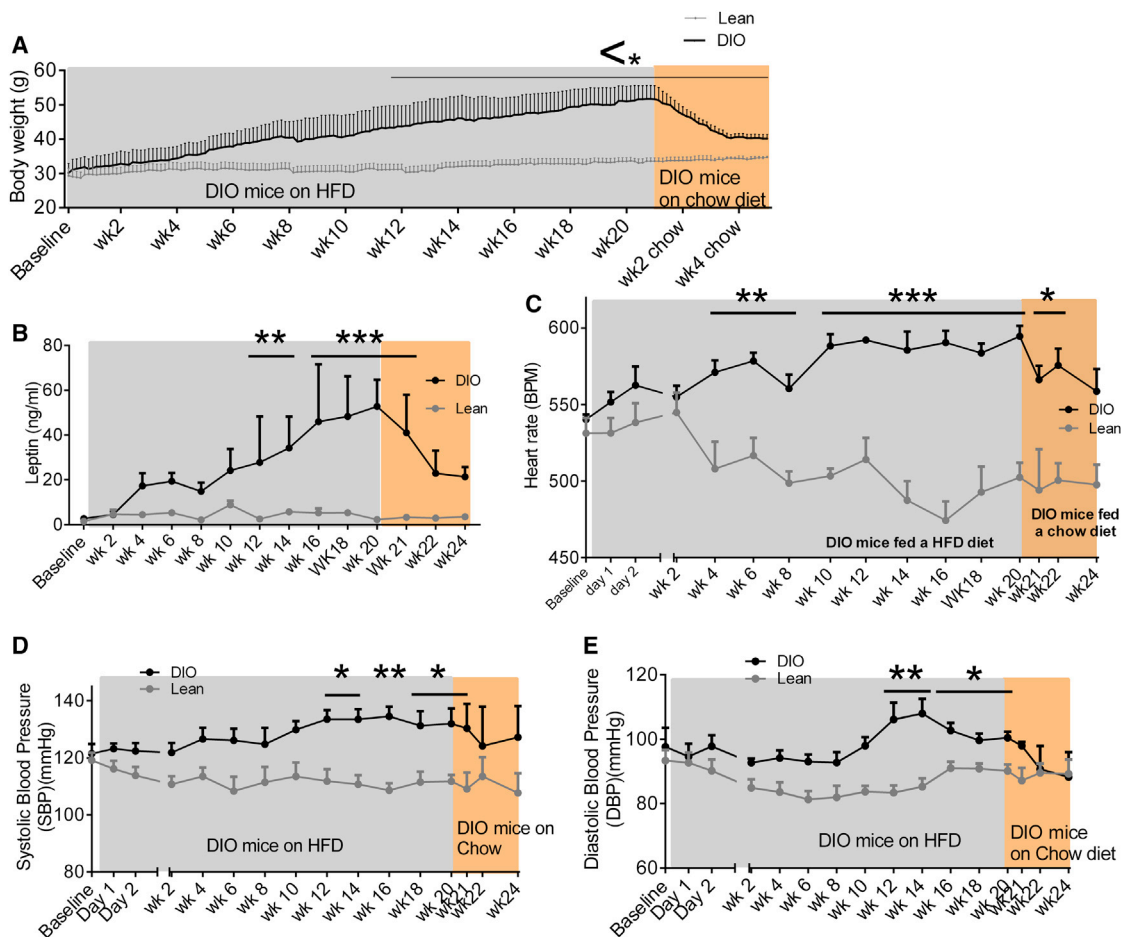 A
Lean
DIO
<*
Body weight (g)
60
50
40
30
20
DIO mice on HFD
DIO mice
on chow diet
Baseline
wk2
wk4
wk6
wk8
wk10
wk12
wk14
wk16
wk18
wk20
wk2 chow
wk4 chow
B
**
***
Leptin (ng/ml)
80
60
40
20
0
DIO
Lean
Baseline
wk 2
wk 4
wk 6
wk 8
wk 10
wk 12
wk 14
wk 16
WK18
wk 20
Wk 21
wk22
wk24
C
**
***
*
Heart rate (BPM)
600
550
500
450
DIO
Lean
DIO mice fed a HFD diet
DIO mice fed
a chow diet
Baseline
day 1
day 2
wk 2
wk 4
wk 6
wk 8
wk 10
wk 12
wk 14
wk 16
WK18
wk 20
wk21
wk22
wk24
D
DIO
Lean
*
**
*
Systolic Blood Pressure
(SBP)(mmHg)
140
120
100
80
DIO mice on HFD
DIO mice on
Chow
Baseline
Day 1
Day 2
wk 2
wk 4
wk 6
wk 8
wk 10
wk 12
wk 14
wk 16
wk18
wk 20
wk21
wk22
wk24
E
DIO
Lean
**
*
Diastolic Blood Pressure
(DBP)(mmHg)
120
100
80
60
DIO mice on HFD
DIO mice
on Chow diet
Baseline
Day 1
Day 2
wk 2
wk 4
wk 6
wk 8
wk 10
wk 12
wk 14
wk 16
wk18
wk 20
wk21
wk22
wk24